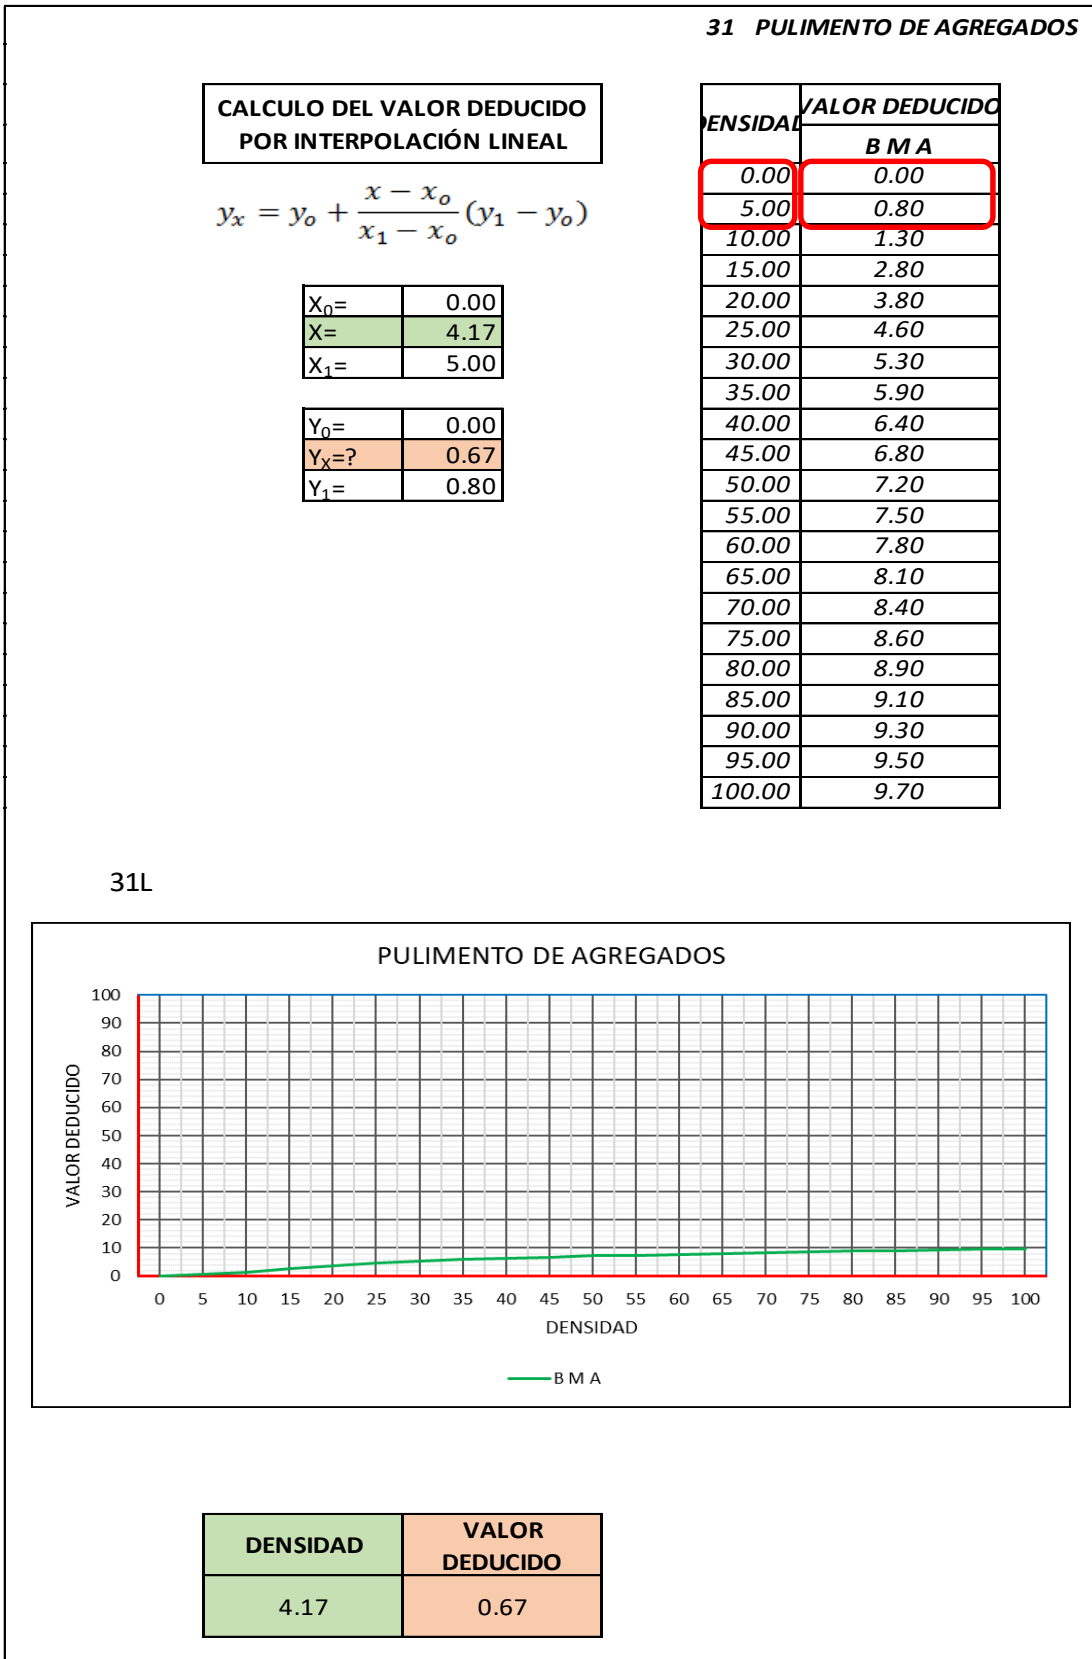 31 PULIMENTO DE AGREGADOS
CALCULO DEL VALOR DEDUCIDO
POR INTERPOLACIÓN LINEAL
y_x = y_o + \frac{x - x_o}{x_1 - x_o} (y_1 - y_o)
X₀= 0.00
X= 4.17
X₁= 5.00
Y₀= 0.00
Yₓ=? 0.67
Y₁= 0.80
DENSIDAD VALOR DEDUCIDO
B M A
0.00 0.00
5.00 0.80
10.00 1.30
15.00 2.80
20.00 3.80
25.00 4.60
30.00 5.30
35.00 5.90
40.00 6.40
45.00 6.80
50.00 7.20
55.00 7.50
60.00 7.80
65.00 8.10
70.00 8.40
75.00 8.60
80.00 8.90
85.00 9.10
90.00 9.30
95.00 9.50
100.00 9.70
31L
PULIMENTO DE AGREGADOS
VALOR DEDUCIDO
100
90
80
70
60
50
40
30
20
10
0
0 5 10 15 20 25 30 35 40 45 50 55 60 65 70 75 80 85 90 95 100
DENSIDAD
B M A
DENSIDAD VALOR
DEDUCIDO
4.17 0.67